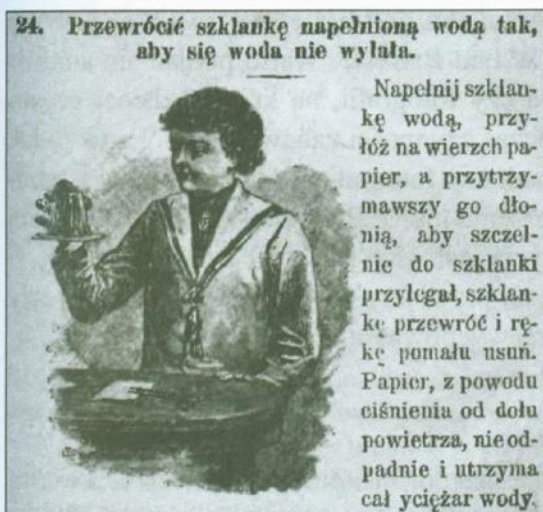 24. Przewrócić szklankę napełnioną wodą tak,
aby się woda nie wylała.
Napełnij szklan-
kę wodą, przy-
łóż na wierzch pa-
pier, a przytrzy-
mawszy go dło-
nią, aby szczel-
nie do szklanki
przylegał, szklan-
kę przewróć i rę-
kę pomału usuń.
Papier, z powodu
ciśnienia od dołu
powietrza, nie od-
padnie i utrzyma
cał yciężar wody.